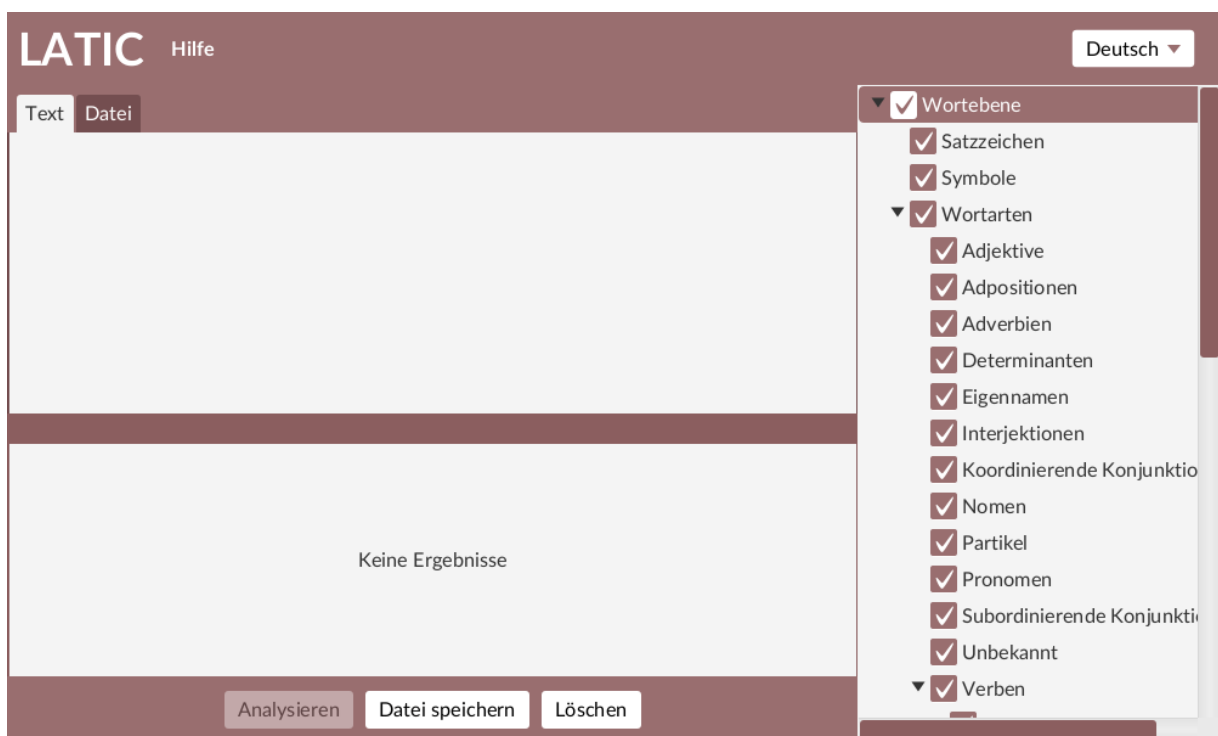 LATIC Hilfe Deutsch
Text Datei
Keine Ergebnisse
Analysieren Datei speichern Löschen
Wortebene
Satzzeichen
Symbole
Wortarten
Adjektive
Adpositionen
Adverbien
Determinanten
Eigennamen
Interjektionen
Koordinierende Konjunktio
Nomen
Partikel
Pronomen
Subordinierende Konjunkti
Unbekannt
Verben